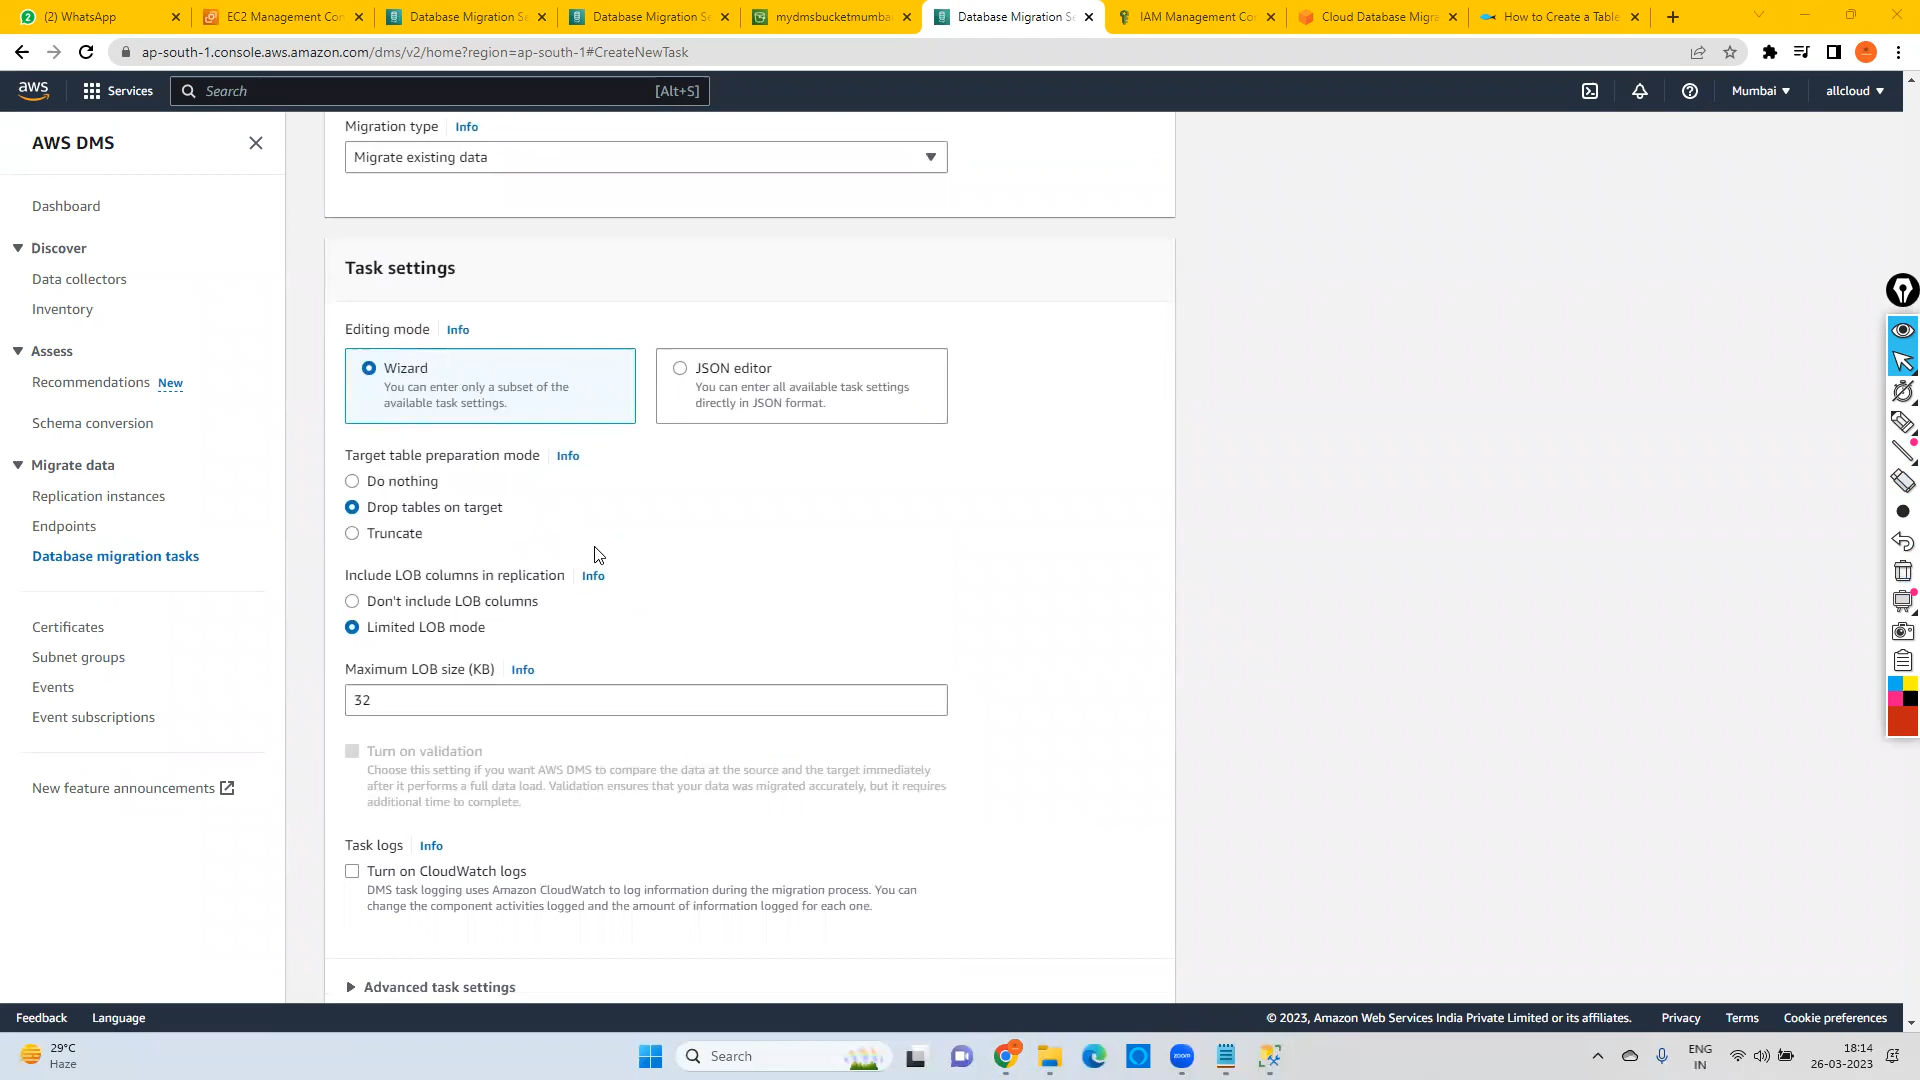 (2) WhatsApp
EC2 Management Con
Database Migration Se
Database Migration Se
mydmsbucketmumba
Database Migration Se
IAM Management Co
Cloud Database Migra
How to Create a Table
ap-south-1.console.aws.amazon.com/dms/v2/home?region=ap-south-1#CreateNewTask
aws
Services
Search
[Alt+S]
Mumbai
allcloud
AWS DMS
Dashboard
Discover
Data collectors
Inventory
Assess
Recommendations New
Schema conversion
Migrate data
Replication instances
Endpoints
Database migration tasks
Certificates
Subnet groups
Events
Event subscriptions
New feature announcements
Migration type Info
Migrate existing data
Task settings
Editing mode Info
Wizard
You can enter only a subset of the
available task settings.
JSON editor
You can enter all available task settings
directly in JSON format.
Target table preparation mode Info
Do nothing
Drop tables on target
Truncate
Include LOB columns in replication Info
Don't include LOB columns
Limited LOB mode
Maximum LOB size (KB) Info
32
Turn on validation
Choose this setting if you want AWS DMS to compare the data at the source and the target immediately
after it performs a full data load. Validation ensures that your data was migrated accurately, but it requires
additional time to complete.
Task logs Info
Turn on CloudWatch logs
DMS task logging uses Amazon CloudWatch to log information during the migration process. You can
change the component activities logged and the amount of information logged for each one.
Advanced task settings
Feedback
Language
© 2023, Amazon Web Services India Private Limited or its affiliates.
Privacy
Terms
Cookie preferences
29°C
Haze
Search
zoom
ENG
IN
18:14
26-03-2023